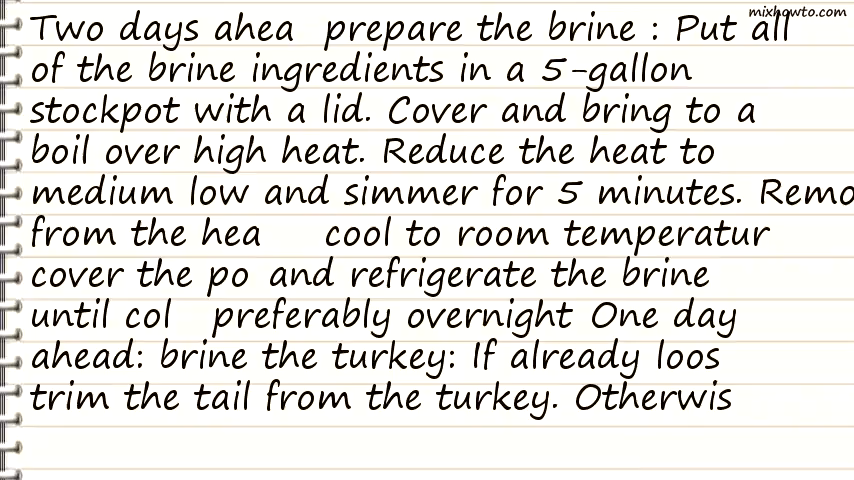 mixhowto.com
Two days ahea prepare the brine : Put all
of the brine ingredients in a 5-gallon
stockpot with a lid. Cover and bring to a
boil over high heat. Reduce the heat to
medium low and simmer for 5 minutes. Remo
from the hea cool to room temperatur
cover the po and refrigerate the brine
until col preferably overnight One day
ahead: brine the turkey: If already loos
trim the tail from the turkey. Otherwis